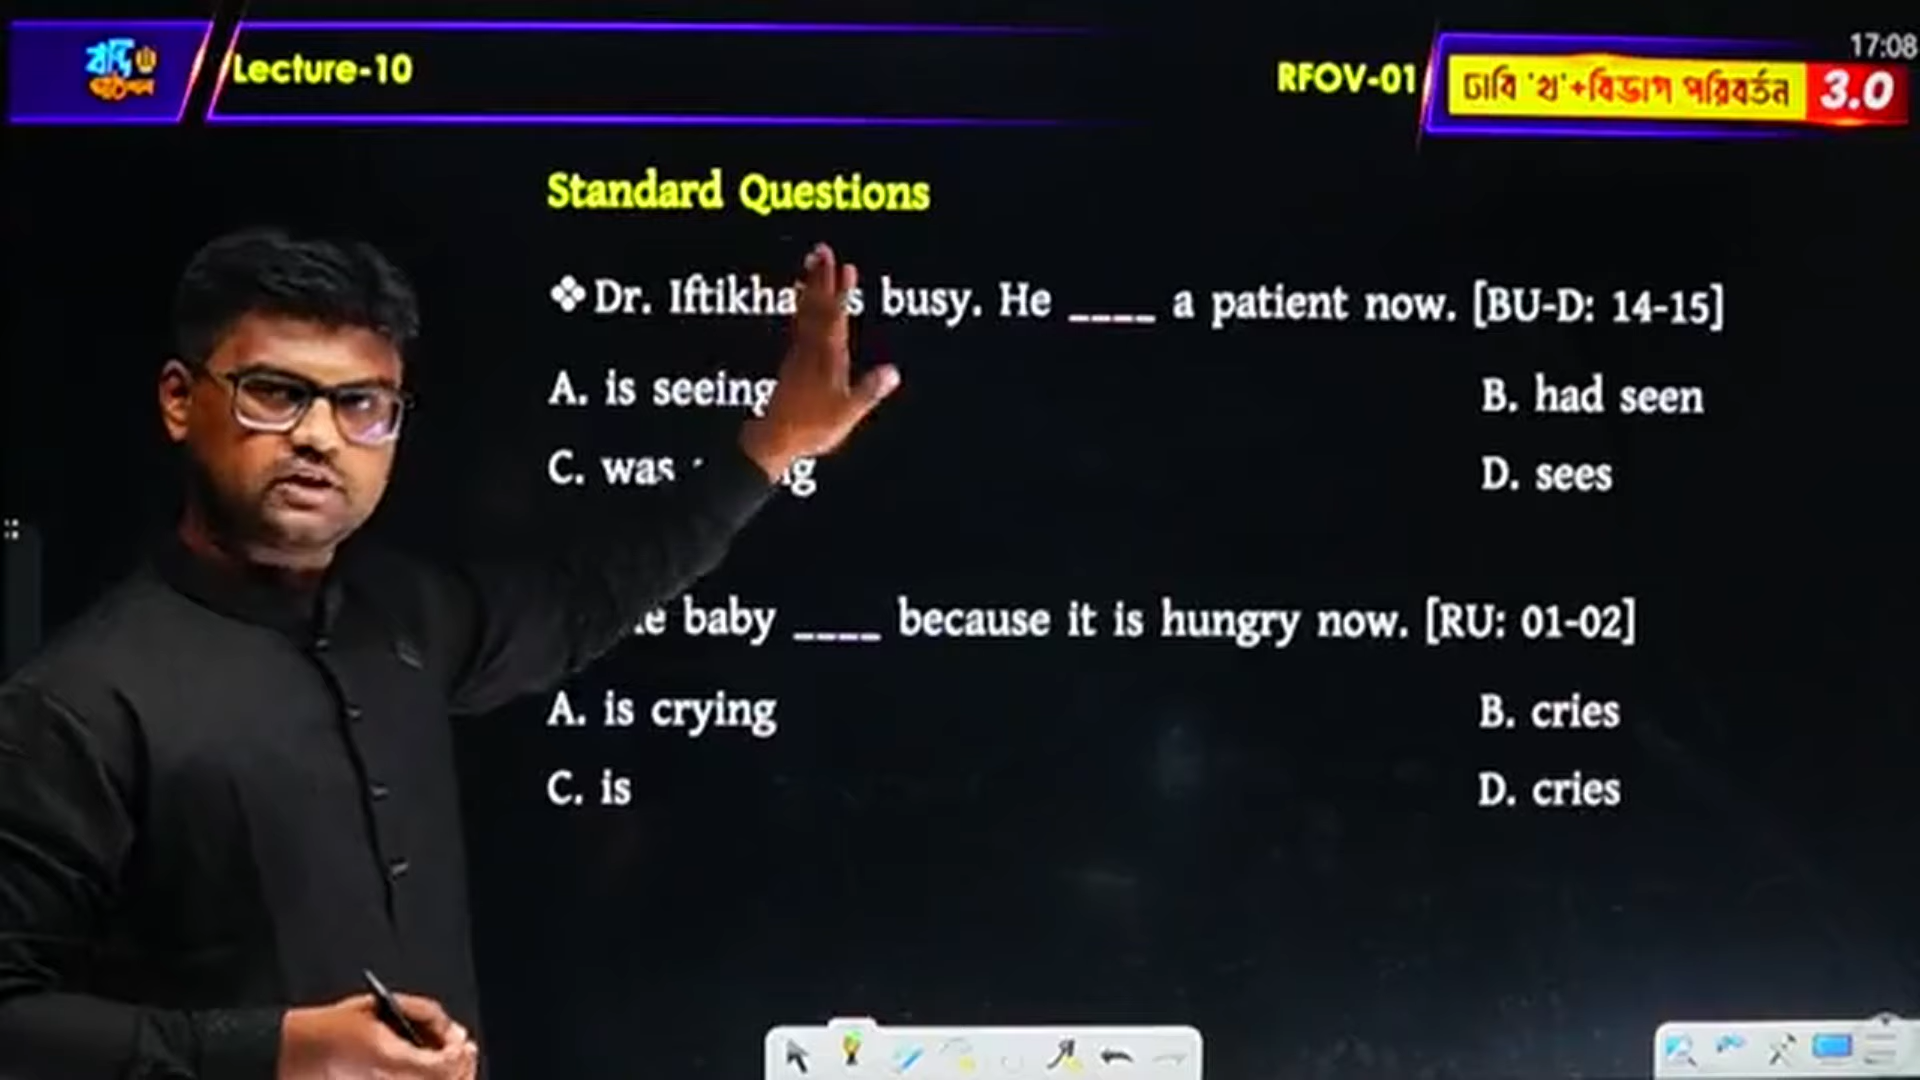 Lecture-10
RFOV-01
17:08
ঢাবি 'খ'+বিভাগ পরিবর্তন 3.0
Standard Questions
❖ Dr. busy. He ____ a patient now. [BU-D: 14-15]
A. is seeing
B. had seen
C. was
D. sees
baby ____ because it is hungry now. [RU: 01-02]
A. is crying
B. cries
C. is
D. cries